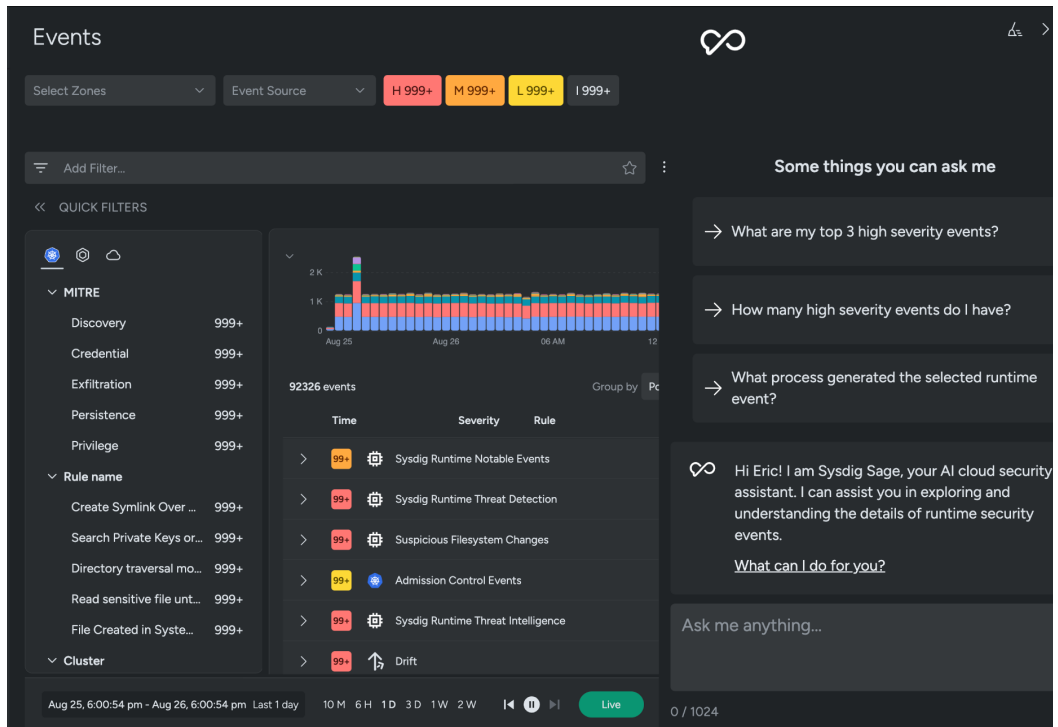 Events
Select Zones
Event Source
H 999+
M 999+
L 999+
I 999+
Add Filter...
QUICK FILTERS
MITRE
Discovery 999+
Credential 999+
Exfiltration 999+
Persistence 999+
Privilege 999+
Rule name
Create Symlink Over ... 999+
Search Private Keys or... 999+
Directory traversal mo... 999+
Read sensitive file unt... 999+
File Created in Syste... 999+
Cluster
2 K
1 K
0
Aug 25 Aug 26 06 AM 12
92326 events Group by Po
Time Severity Rule
99+ Sysdig Runtime Notable Events
99+ Sysdig Runtime Threat Detection
99+ Suspicious Filesystem Changes
99+ Admission Control Events
99+ Sysdig Runtime Threat Intelligence
99+ Drift
Aug 25, 6:00:54 pm - Aug 26, 6:00:54 pm Last 1 day
10 M 6 H 1 D 3 D 1 W 2 W
Live
Some things you can ask me
What are my top 3 high severity events?
How many high severity events do I have?
What process generated the selected runtime
event?
Hi Eric! I am Sysdig Sage, your AI cloud security
assistant. I can assist you in exploring and
understanding the details of runtime security
events.
What can I do for you?
Ask me anything...
0 / 1024